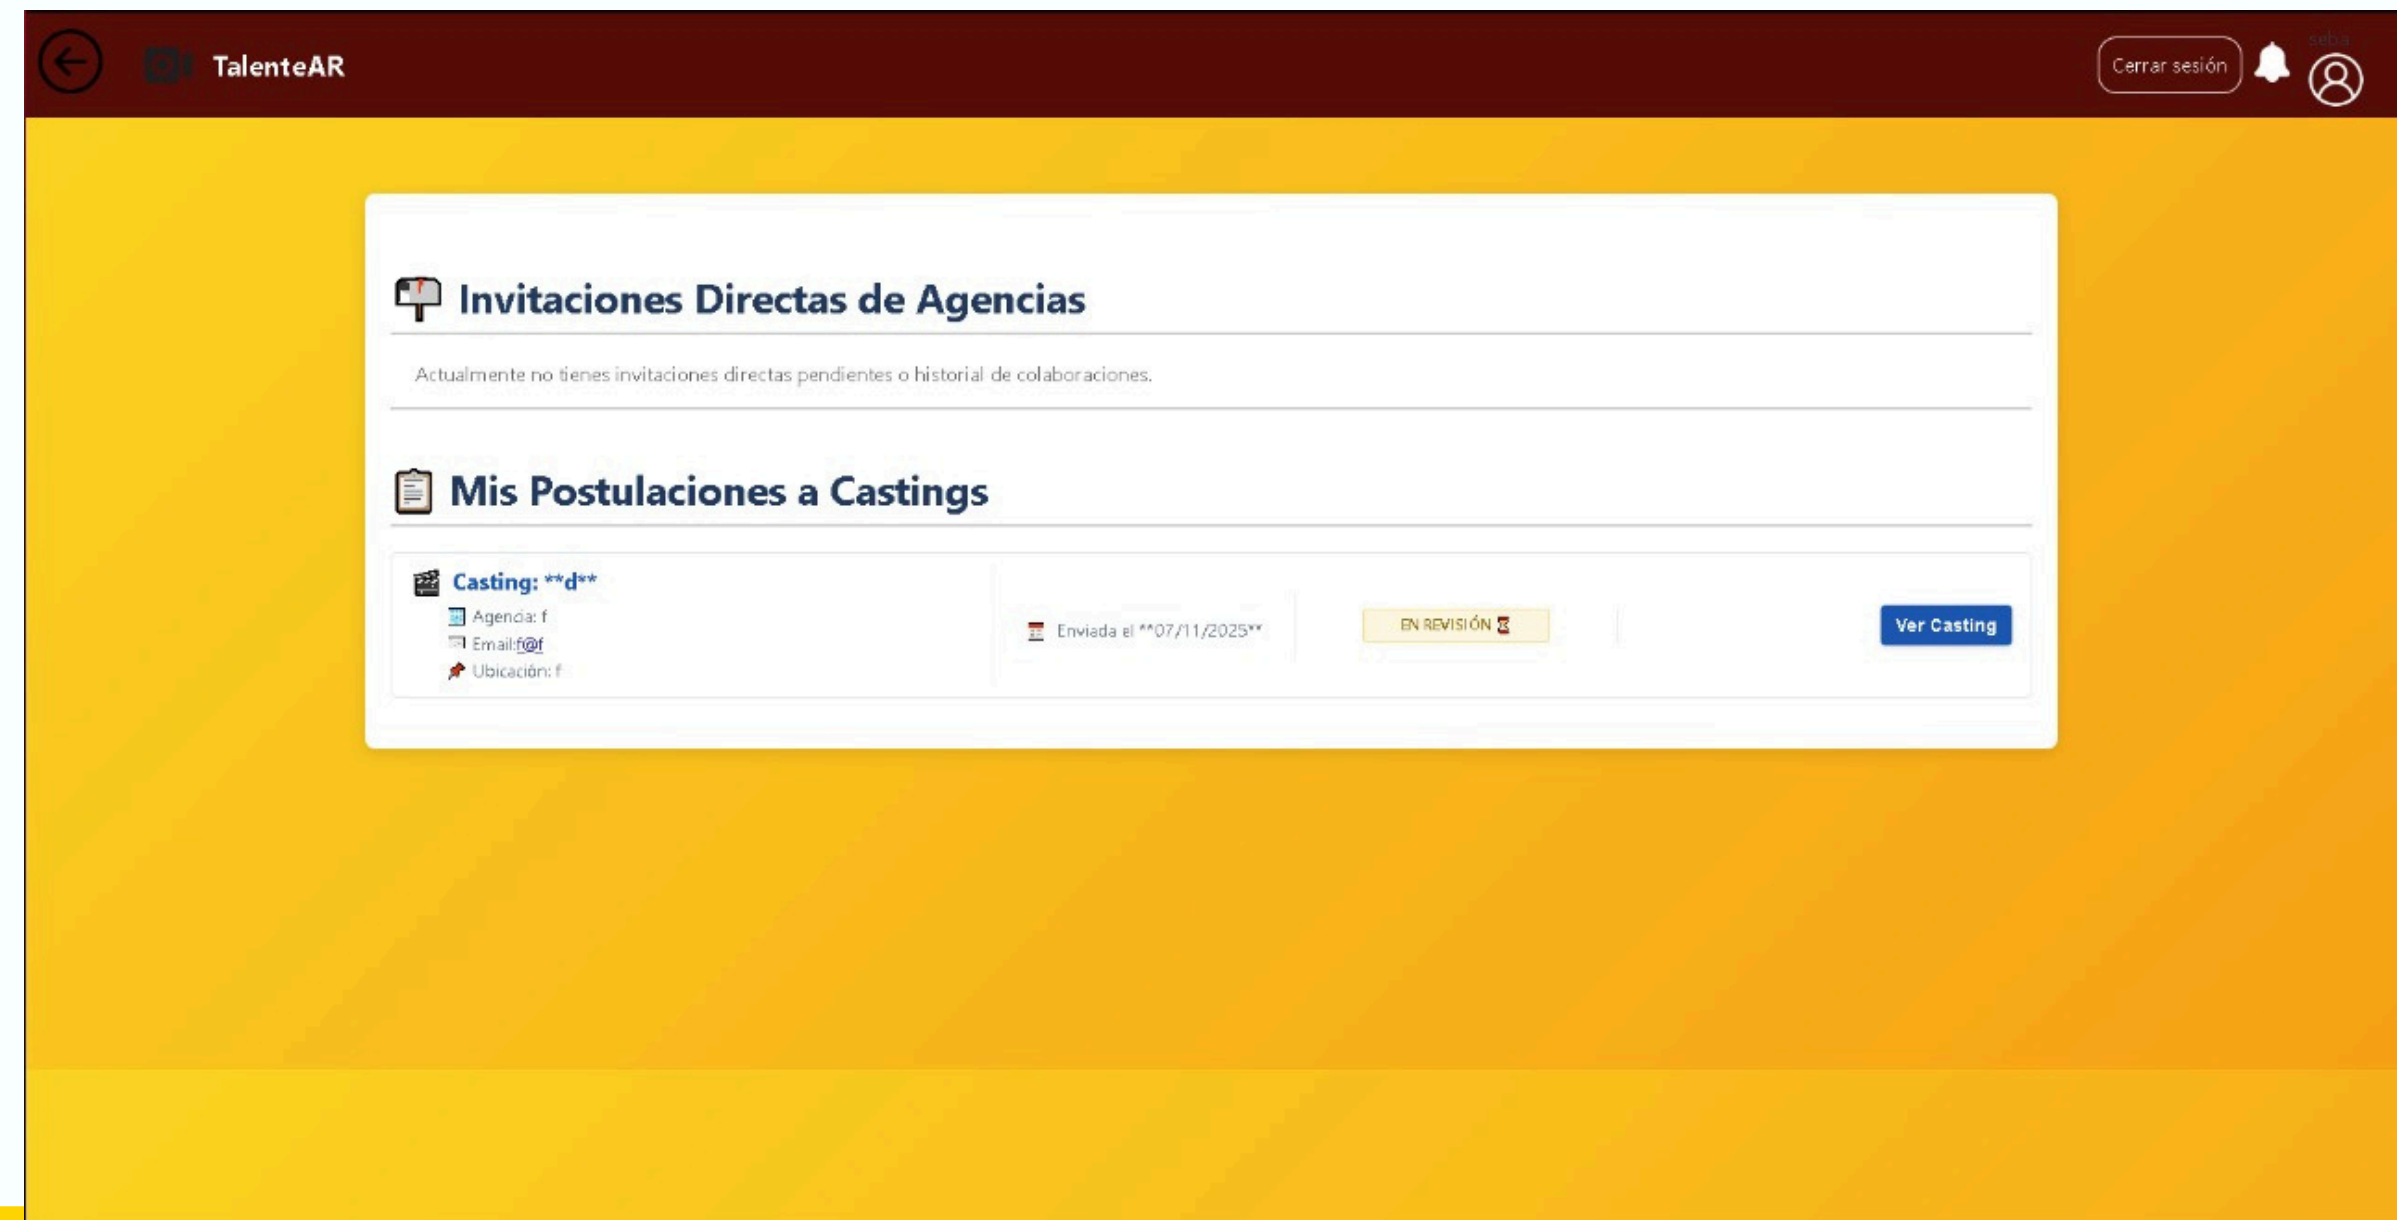 TalenteAR
Cerrar sesión
seba
Invitaciones Directas de Agencias
Actualmente no tienes invitaciones directas pendientes o historial de colaboraciones.
Mis Postulaciones a Castings
Casting: **d**
Agencia: f
Email:f@f
Ubicación: f
Enviada el **07/11/2025**
EN REVISIÓN
Ver Casting